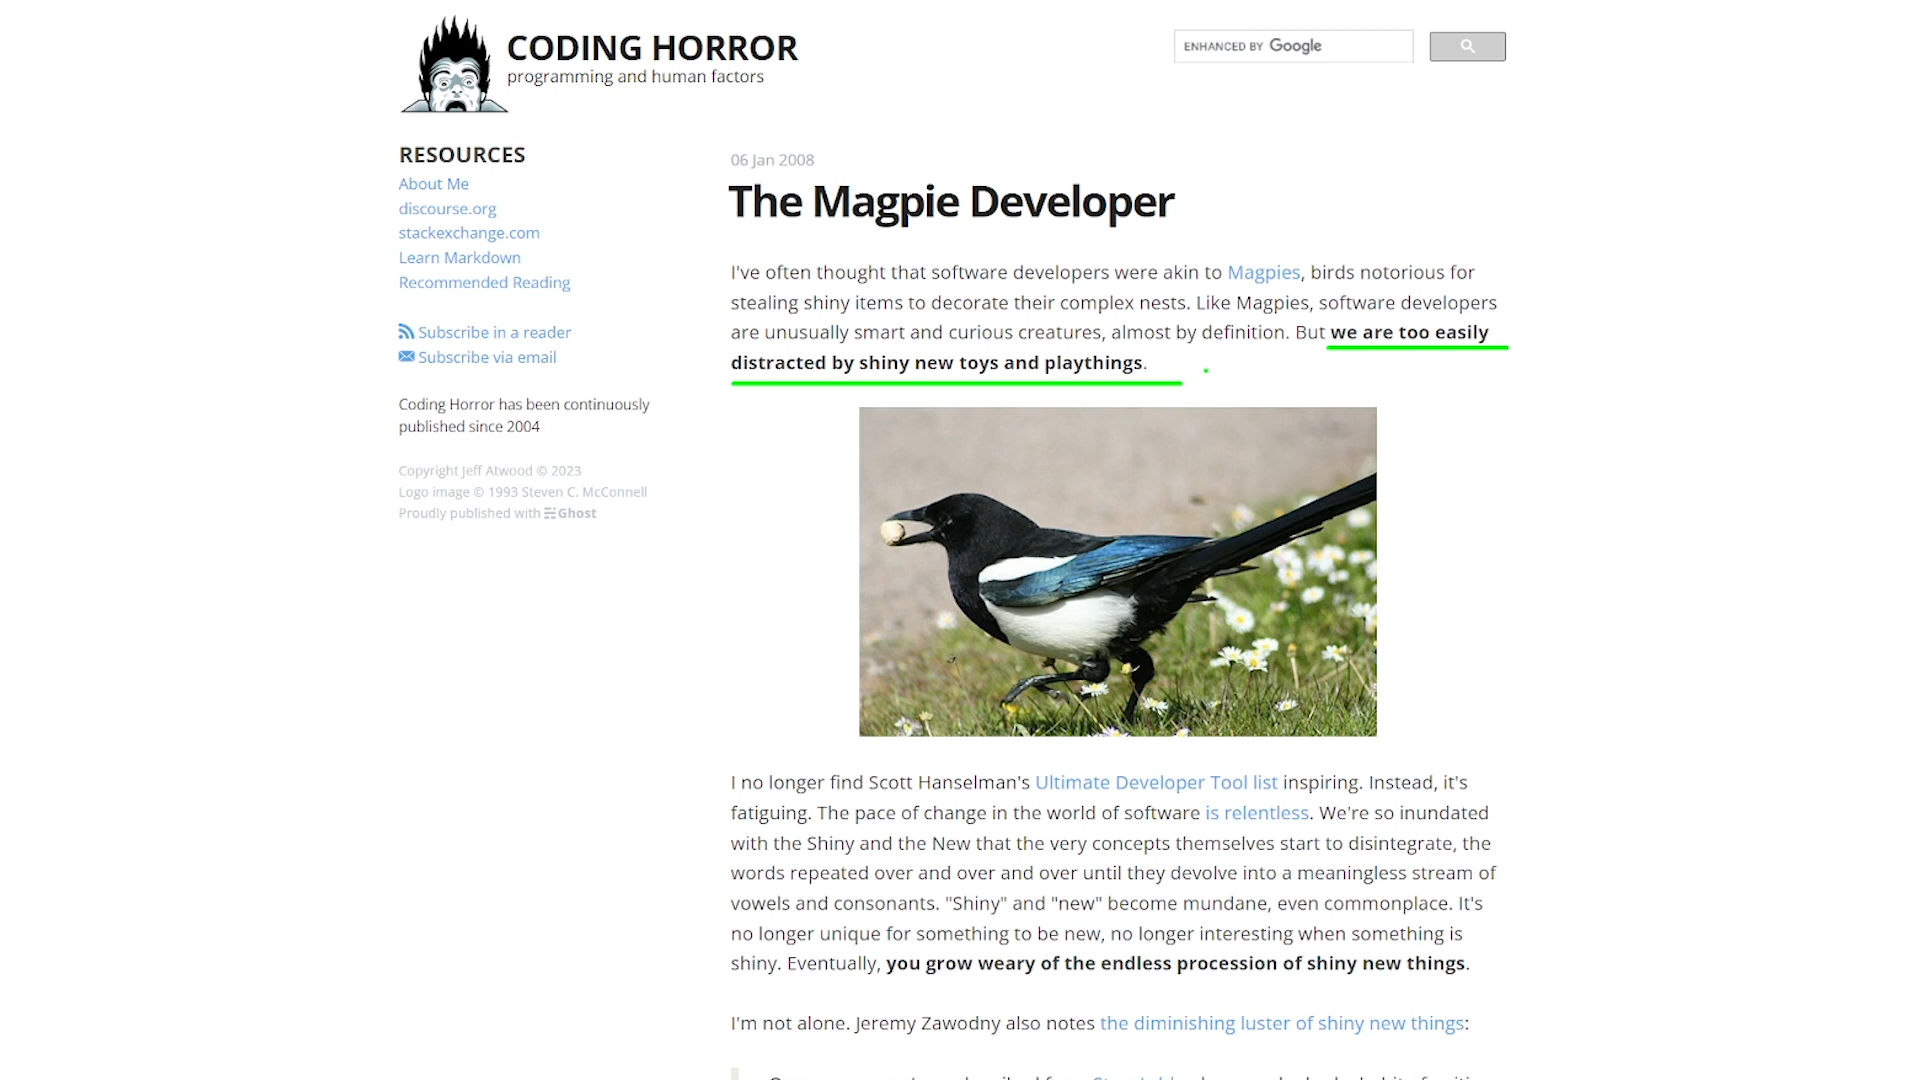 CODING HORROR
programming and human factors
ENHANCED BY Google
RESOURCES
About Me
discourse.org
stackexchange.com
Learn Markdown
Recommended Reading
Subscribe in a reader
Subscribe via email
Coding Horror has been continuously
published since 2004
Copyright Jeff Atwood © 2023
Logo image © 1993 Steven C. McConnell
Proudly published with Ghost
06 Jan 2008
The Magpie Developer
I've often thought that software developers were akin to Magpies, birds notorious for
stealing shiny items to decorate their complex nests. Like Magpies, software developers
are unusually smart and curious creatures, almost by definition. But we are too easily
distracted by shiny new toys and playthings.
I no longer find Scott Hanselman's Ultimate Developer Tool list inspiring. Instead, it's
fatiguing. The pace of change in the world of software is relentless. We're so inundated
with the Shiny and the New that the very concepts themselves start to disintegrate, the
words repeated over and over and over until they devolve into a meaningless stream of
vowels and consonants. "Shiny" and "new" become mundane, even commonplace. It's
no longer unique for something to be new, no longer interesting when something is
shiny. Eventually, you grow weary of the endless procession of shiny new things.
I'm not alone. Jeremy Zawodny also notes the diminishing luster of shiny new things: